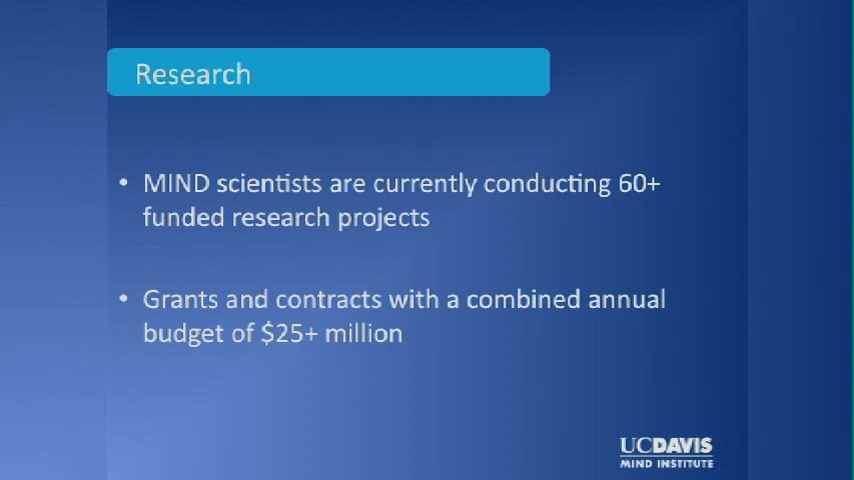 Research
• MIND scientists are currently conducting 60+
funded research projects
• Grants and contracts with a combined annual
budget of $25+ million
UCDAVIS
MIND INSTITUTE